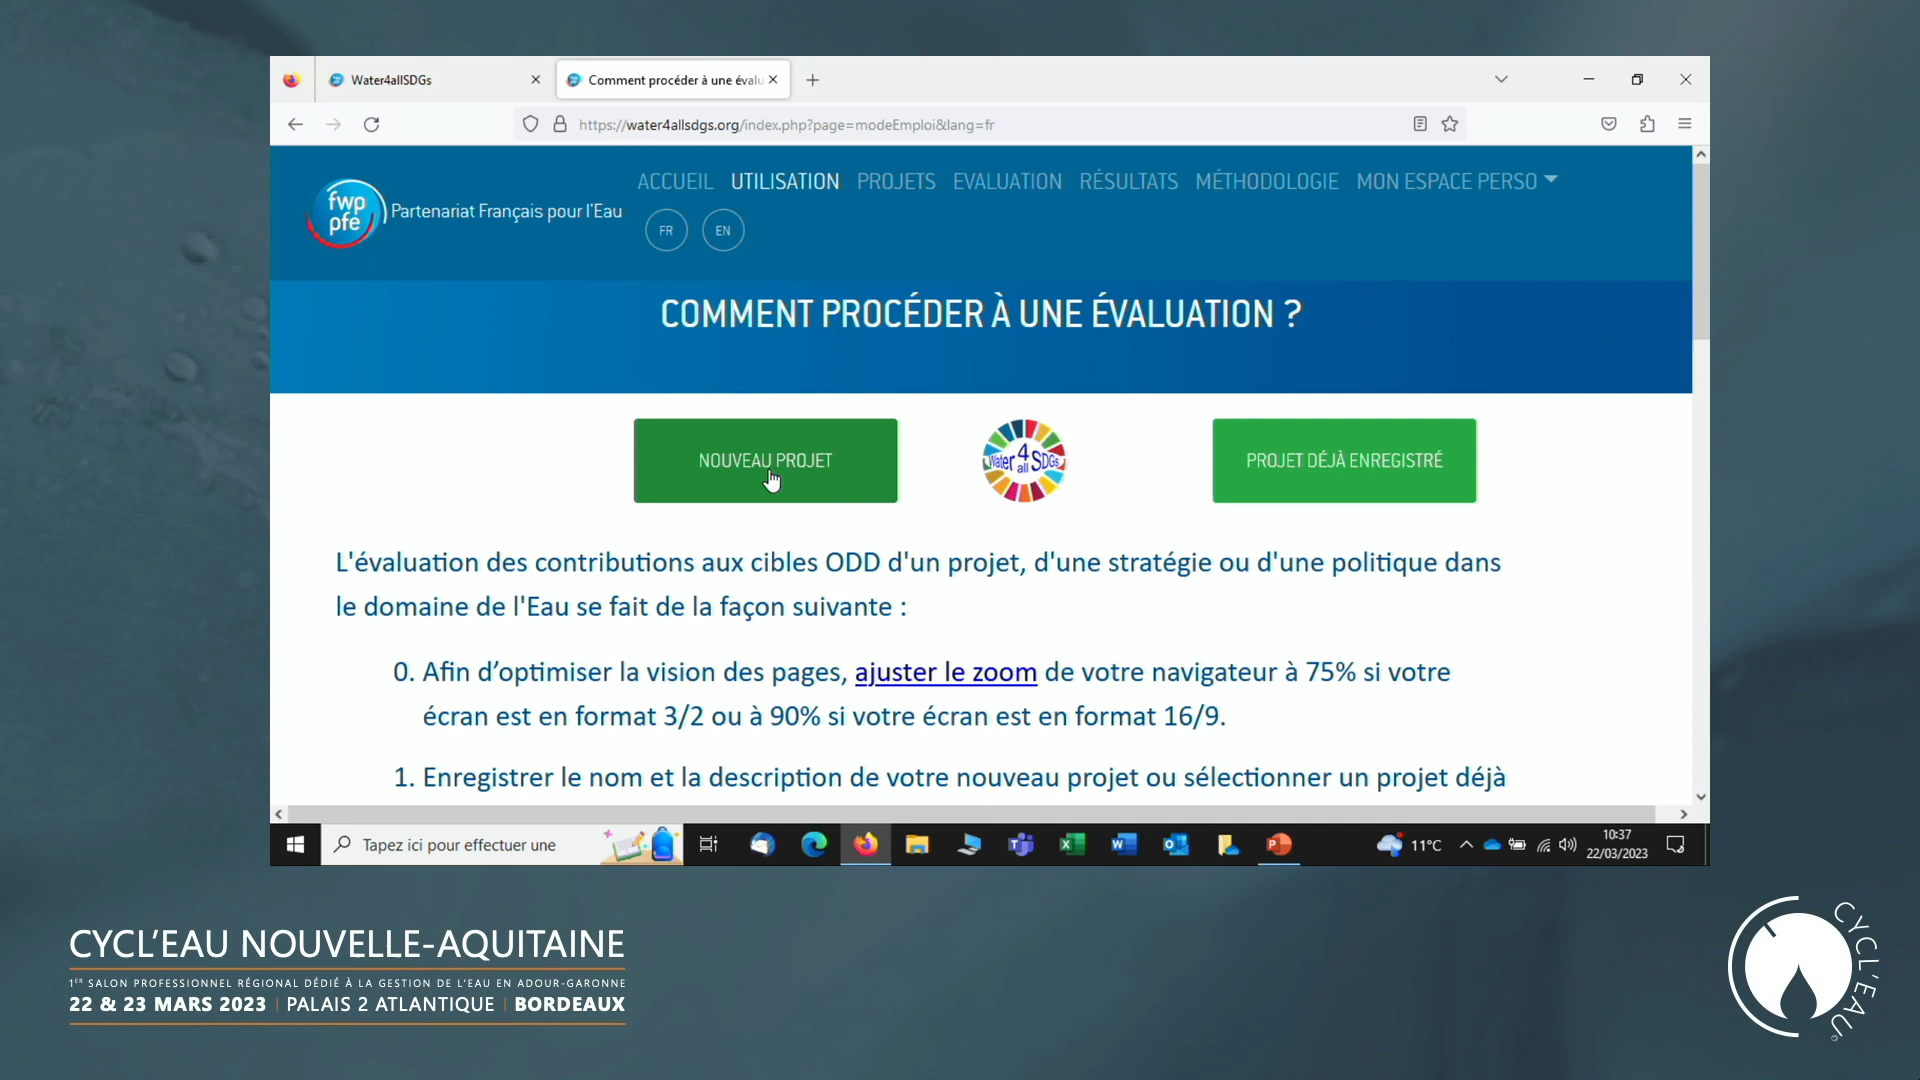 Water4allSDGs
Comment procéder à une évalu
https://water4allsdgs.org/index.php?page=modeEmploi&lang=fr
fwp
pfe
Partenariat Français pour l'Eau
ACCUEIL UTILISATION PROJETS EVALUATION RÉSULTATS MÉTHODOLOGIE MON ESPACE PERSO
FR EN
COMMENT PROCÉDER À UNE ÉVALUATION ?
NOUVEAU PROJET
Water 4 all SDGs
PROJET DÉJÀ ENREGISTRÉ
L'évaluation des contributions aux cibles ODD d'un projet, d'une stratégie ou d'une politique dans
le domaine de l'Eau se fait de la façon suivante :
0. Afin d’optimiser la vision des pages, ajuster le zoom de votre navigateur à 75% si votre
écran est en format 3/2 ou à 90% si votre écran est en format 16/9.
1. Enregistrer le nom et la description de votre nouveau projet ou sélectionner un projet déjà
Tapez ici pour effectuer une
11°C
10:37
22/03/2023
CYCL'EAU NOUVELLE-AQUITAINE
1ER SALON PROFESSIONNEL RÉGIONAL DÉDIÉ À LA GESTION DE L'EAU EN ADOUR-GARONNE
22 & 23 MARS 2023 | PALAIS 2 ATLANTIQUE | BORDEAUX
CYCL'EAU